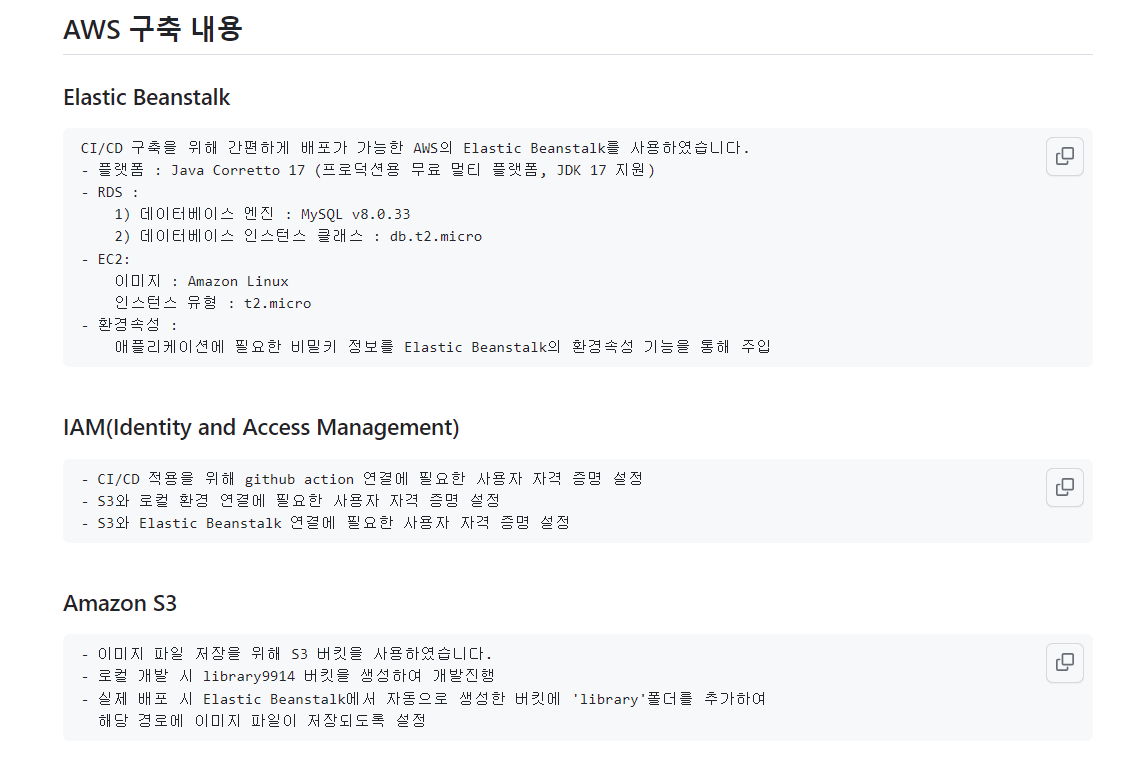 AWS 구축 내용
Elastic Beanstalk
CI/CD 구축을 위해 간편하게 배포가 가능한 AWS의 Elastic Beanstalk를 사용하였습니다.
- 플랫폼 : Java Corretto 17 (프로덕션용 무료 멀티 플랫폼, JDK 17 지원)
- RDS :
1) 데이터베이스 엔진 : MySQL v8.0.33
2) 데이터베이스 인스턴스 클래스 : db.t2.micro
- EC2:
이미지 : Amazon Linux
인스턴스 유형 : t2.micro
- 환경속성 :
애플리케이션에 필요한 비밀키 정보를 Elastic Beanstalk의 환경속성 기능을 통해 주입
IAM(Identity and Access Management)
- CI/CD 적용을 위해 github action 연결에 필요한 사용자 자격 증명 설정
- S3와 로컬 환경 연결에 필요한 사용자 자격 증명 설정
- S3와 Elastic Beanstalk 연결에 필요한 사용자 자격 증명 설정
Amazon S3
- 이미지 파일 저장을 위해 S3 버킷을 사용하였습니다.
- 로컬 개발 시 library9914 버킷을 생성하여 개발진행
- 실제 배포 시 Elastic Beanstalk에서 자동으로 생성한 버킷에 'library'폴더를 추가하여
해당 경로에 이미지 파일이 저장되도록 설정